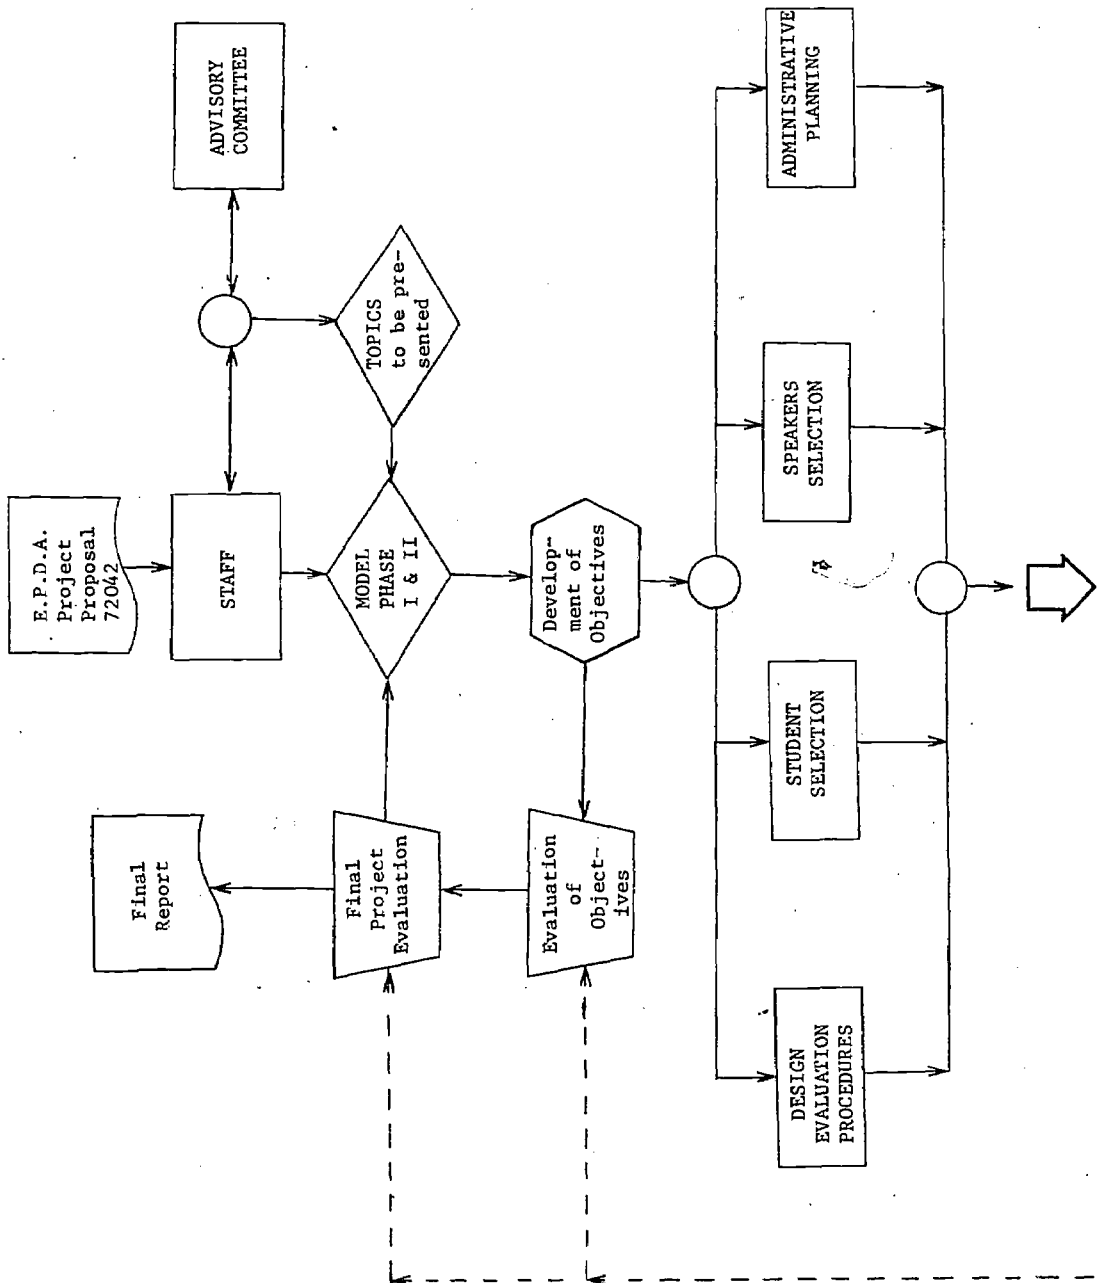 E.P.D.A.
Project
Proposal
72042
ADVISORY
COMMITTEE
STAFF
TOPICS
to be pre-
sented
MODEL
PHASE
I & II
Final
Report
Final
Project
Evaluation
Develop-
ment of
Objectives
Evaluation
of
Object-
ives
DESIGN
EVALUATION
PROCEDURES
STUDENT
SELECTION
SPEAKERS
SELECTION
ADMINISTRATIVE
PLANNING